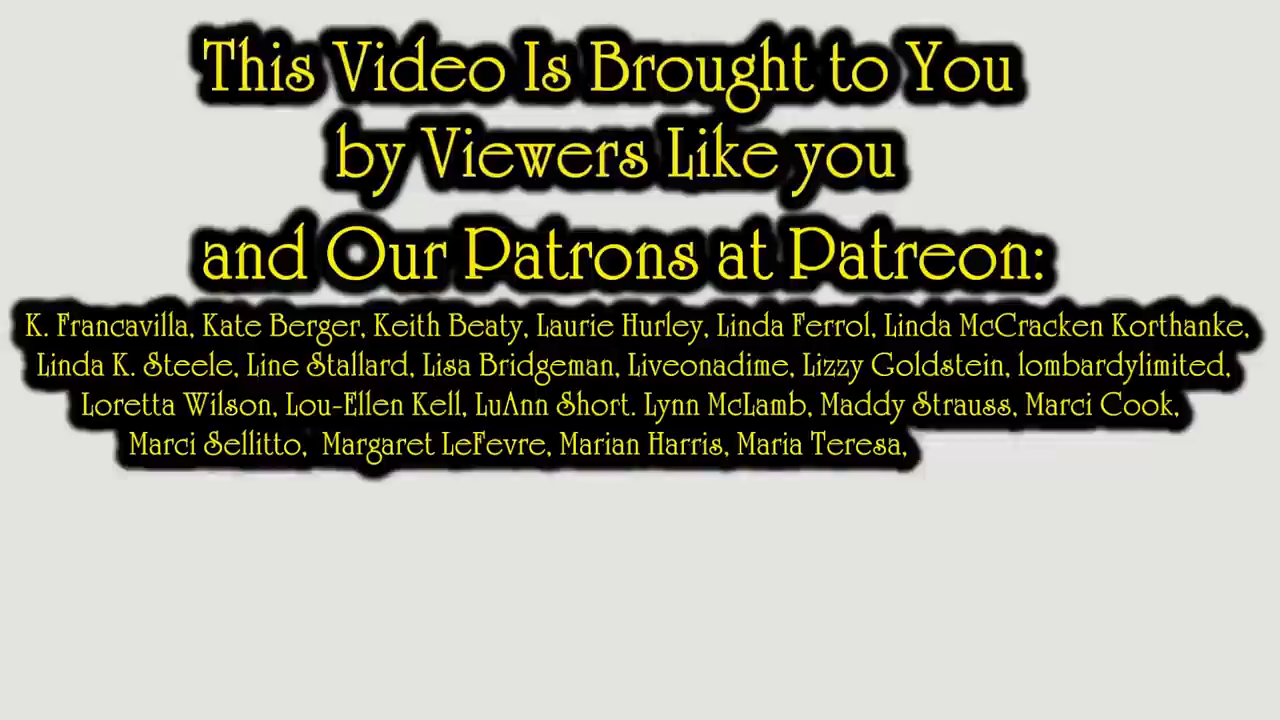 This Video Is Brought to You
by Viewers Like you
and Our Patrons at Patreon:
K. Francavilla, Kate Berger, Keith Beaty, Laurie Hurley, Linda Ferrol, Linda McCracken Korthanke,
Linda K. Steele, Line Stallard, Lisa Bridgeman, Liveonadime, Lizzy Goldstein, lombardylimited,
Loretta Wilson, Lou-Ellen Kell, LuAnn Short. Lynn McLamb, Maddy Strauss, Marci Cook,
Marci Sellitto, Margaret LeFevre, Marian Harris, Maria Teresa,